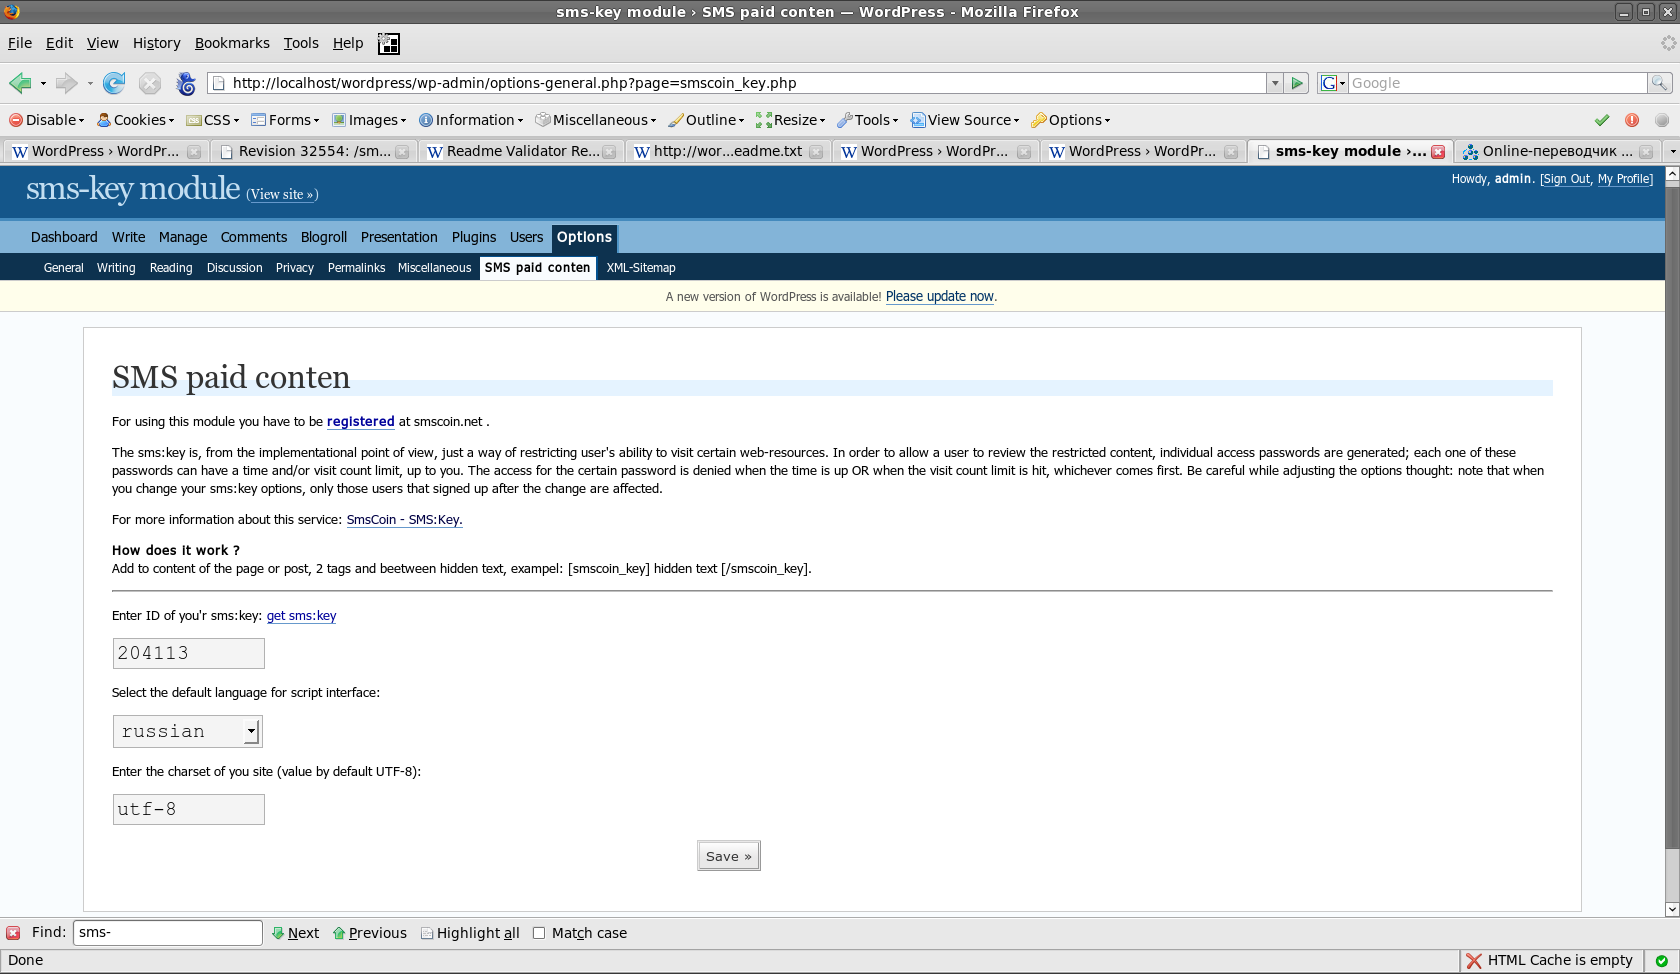 sms-key module › SMS paid conten — WordPress - Mozilla Firefox
File Edit View History Bookmarks Tools Help
http://localhost/wordpress/wp-admin/options-general.php?page=smscoin_key.php
Google
Disable Cookies CSS Forms Images Information Miscellaneous Outline Resize Tools View Source Options
WordPress › WordPr... Revision 32554: /sm... Readme Validator Re... http://wor...eadme.txt WordPress › WordPr... WordPress › WordPr... sms-key module ›... Online-переводчик ...
sms-key module (View site »)
Howdy, admin. [Sign Out, My Profile]
Dashboard Write Manage Comments Blogroll Presentation Plugins Users Options
General Writing Reading Discussion Privacy Permalinks Miscellaneous SMS paid conten XML-Sitemap
A new version of WordPress is available! Please update now.
SMS paid conten
For using this module you have to be registered at smscoin.net .
The sms:key is, from the implementational point of view, just a way of restricting user's ability to visit certain web-resources. In order to allow a user to review the restricted content, individual access passwords are generated; each one of these
passwords can have a time and/or visit count limit, up to you. The access for the certain password is denied when the time is up OR when the visit count limit is hit, whichever comes first. Be careful while adjusting the options thought: note that when
you change your sms:key options, only those users that signed up after the change are affected.
For more information about this service: SmsCoin - SMS:Key.
How does it work ?
Add to content of the page or post, 2 tags and beetween hidden text, exampel: [smscoin_key] hidden text [/smscoin_key].
Enter ID of you'r sms:key: get sms:key
204113
Select the default language for script interface:
russian
Enter the charset of you site (value by default UTF-8):
utf-8
Save »
Find: sms- Next Previous Highlight all Match case
Done
HTML Cache is empty